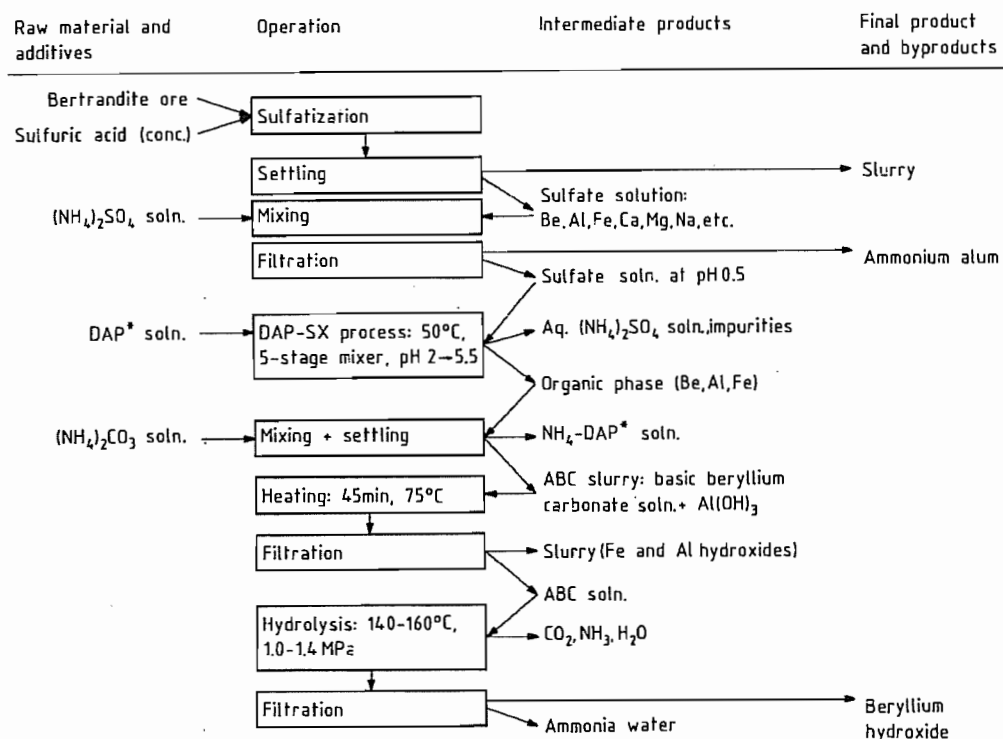 Raw material and additives
Operation
Intermediate products
Final product and byproducts
Bertrandite ore
Sulfuric acid (conc.)
Sulfatization
Settling
Slurry
Sulfate solution:
Be, Al, Fe, Ca, Mg, Na, etc.
(NH₄)₂SO₄ soln.
Mixing
Filtration
Ammonium alum
Sulfate soln. at pH 0.5
DAP* soln.
DAP-SX process: 50°C,
5-stage mixer, pH 2→5.5
Aq. (NH₄)₂SO₄ soln., impurities
Organic phase (Be, Al, Fe)
(NH₄)₂CO₃ soln.
Mixing + settling
NH₄-DAP* soln.
ABC slurry: basic beryllium
carbonate soln. + Al(OH)₃
Heating: 45min, 75°C
Filtration
Slurry (Fe and Al hydroxides)
ABC soln.
Hydrolysis: 140-160°C,
1.0-1.4 MPa
CO₂, NH₃, H₂O
Filtration
Ammonia water
Beryllium
hydroxide